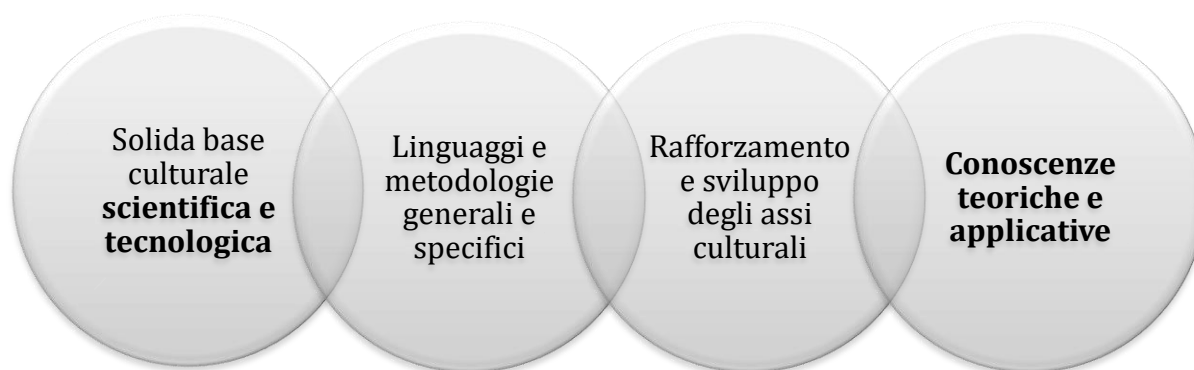 Solida base
culturale
scientifica e
tecnologica
Linguaggi e
metodologie
generali e
specifici
Rafforzamento
e sviluppo
degli assi
culturali
Conoscenze
teoriche e
applicative